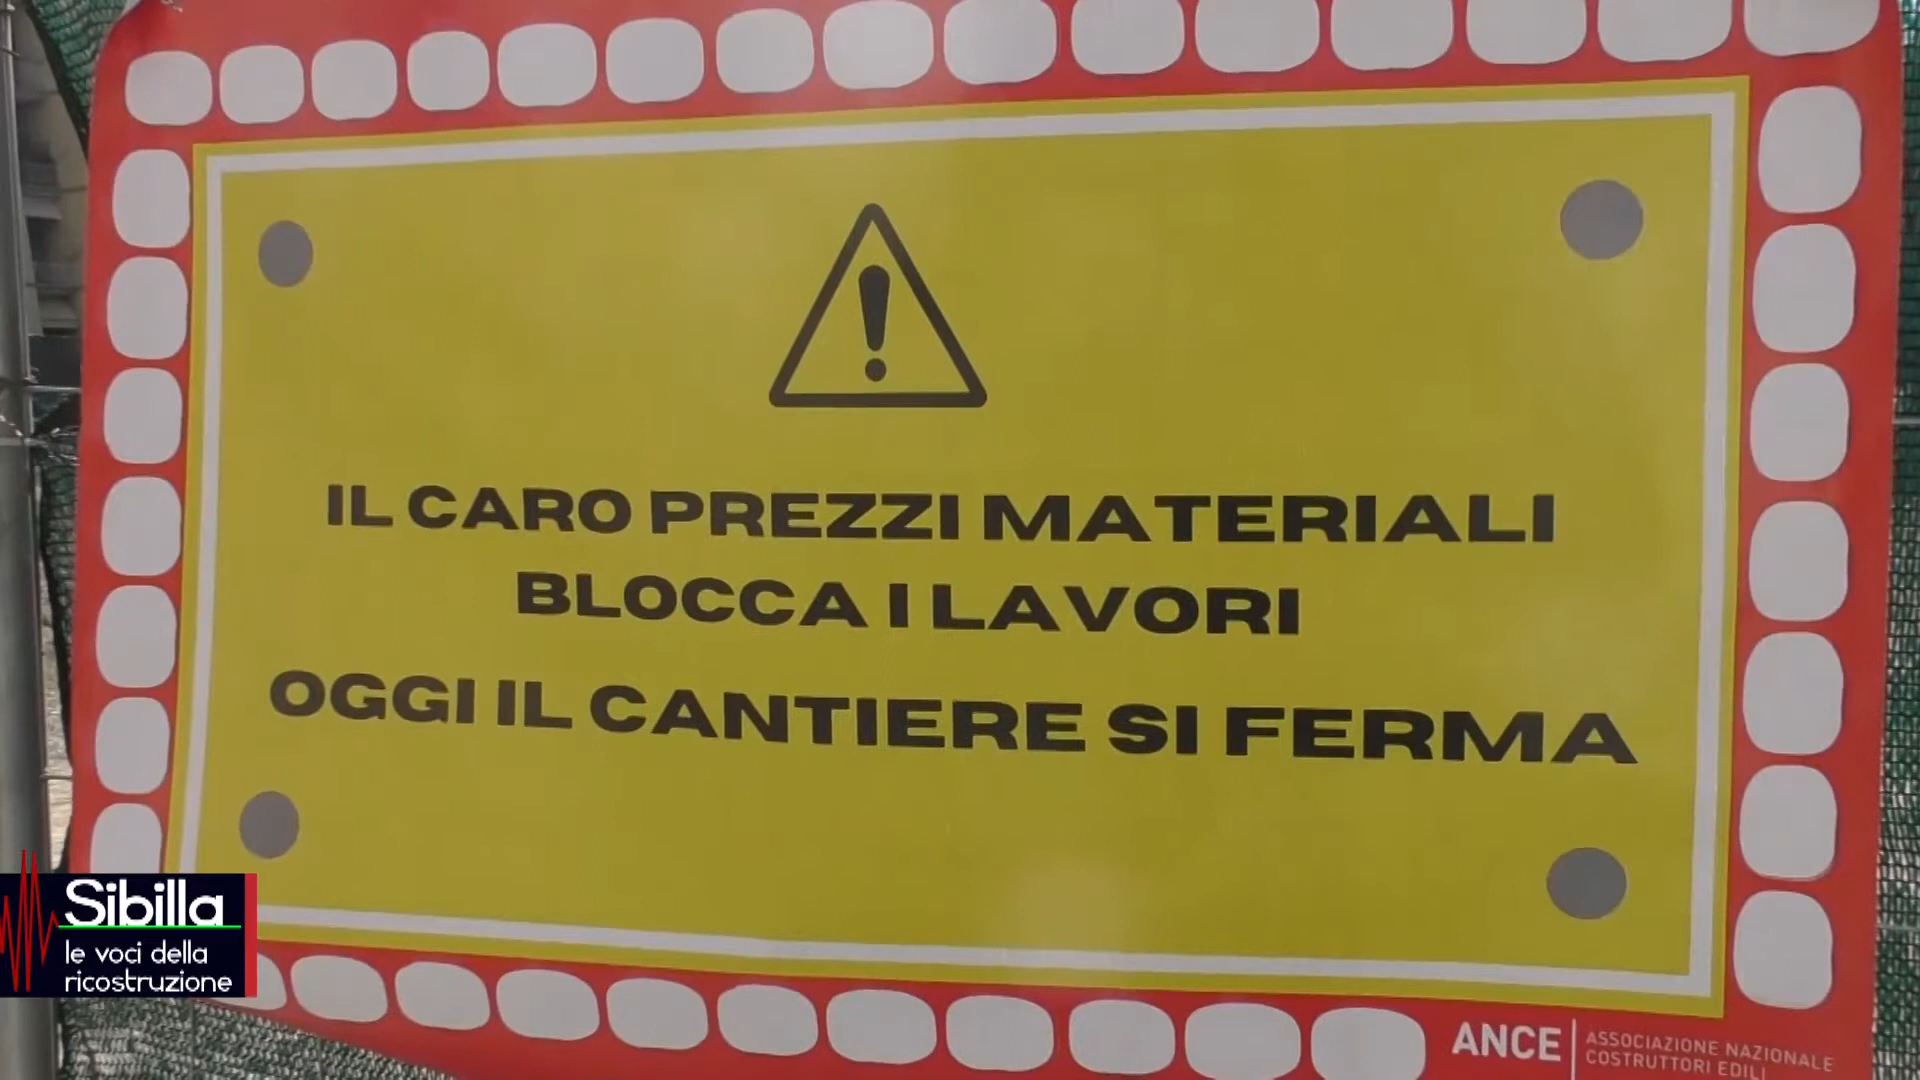 IL CARO PREZZI MATERIALI
BLOCCA I LAVORI
OGGI IL CANTIERE SI FERMA
Sibilla
le voci della
ricostruzione
ANCE
ASSOCIAZIONE NAZIONALE
COSTRUTTORI EDILI